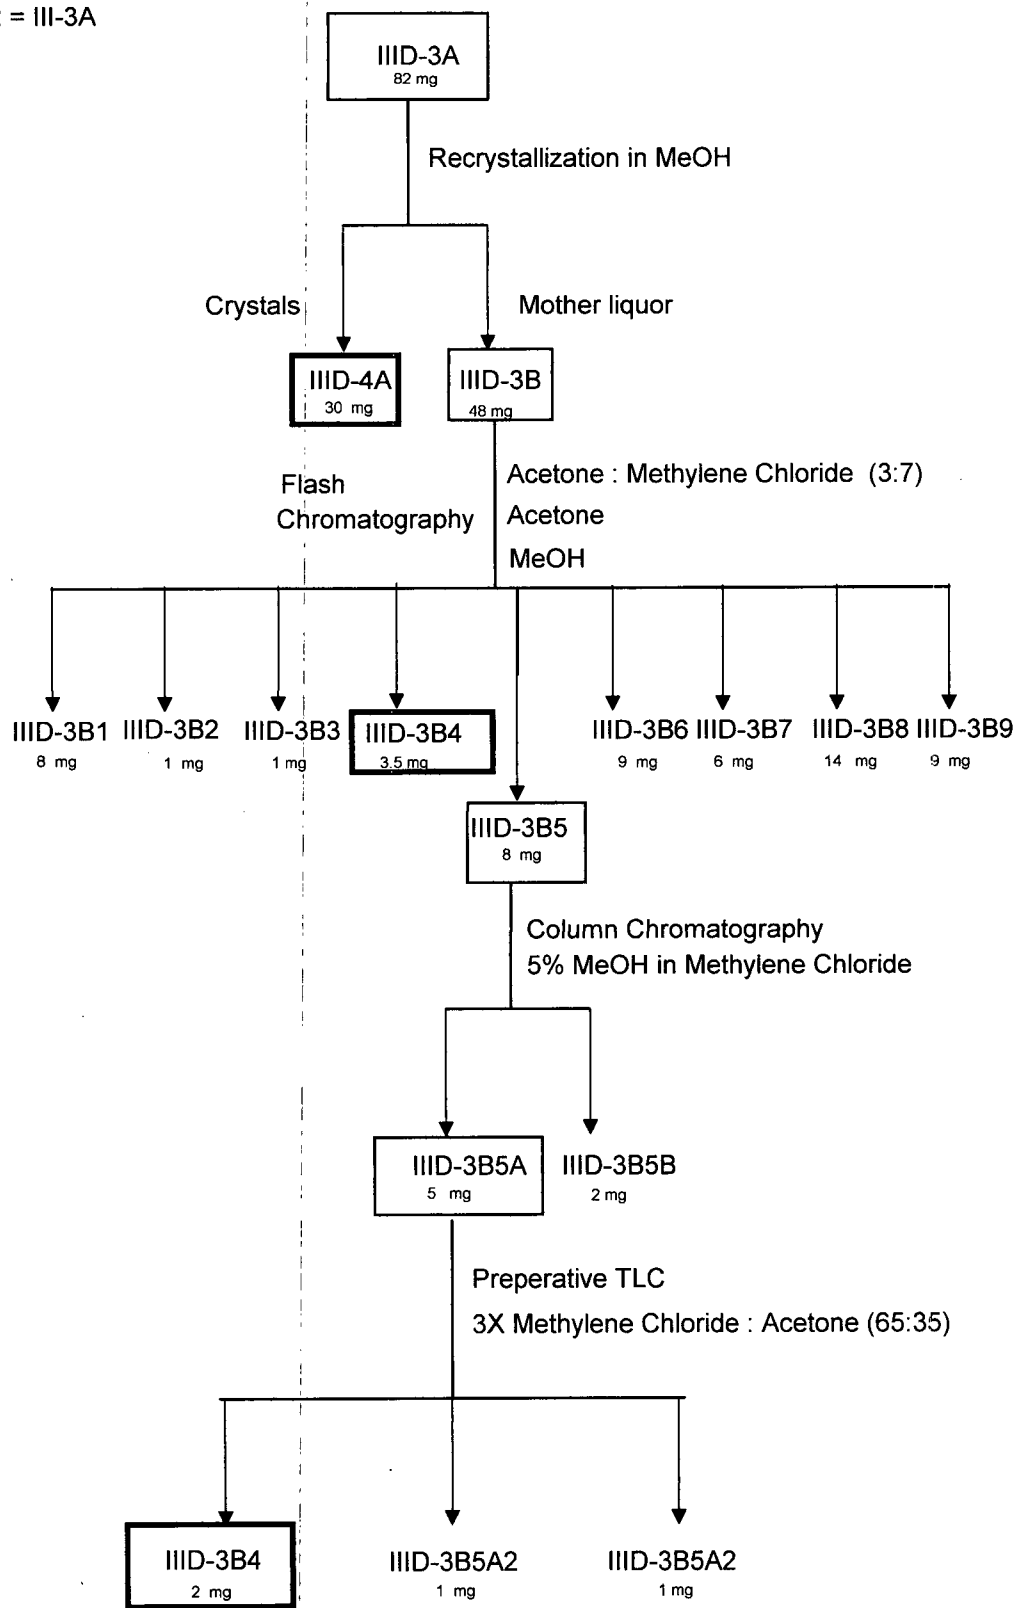 = III-3A
IIID-3A
82 mg
Recrystallization in MeOH
Crystals
Mother liquor
IIID-4A
30 mg
IIID-3B
48 mg
Flash
Chromatography
Acetone : Methylene Chloride (3:7)
Acetone
MeOH
IIID-3B1
8 mg
IIID-3B2
1 mg
IIID-3B3
1 mg
IIID-3B4
3.5 mg
IIID-3B6
9 mg
IIID-3B7
6 mg
IIID-3B8
14 mg
IIID-3B9
9 mg
IIID-3B5
8 mg
Column Chromatography
5% MeOH in Methylene Chloride
IIID-3B5A
5 mg
IIID-3B5B
2 mg
Preperative TLC
3X Methylene Chloride : Acetone (65:35)
IIID-3B4
2 mg
IIID-3B5A2
1 mg
IIID-3B5A2
1 mg